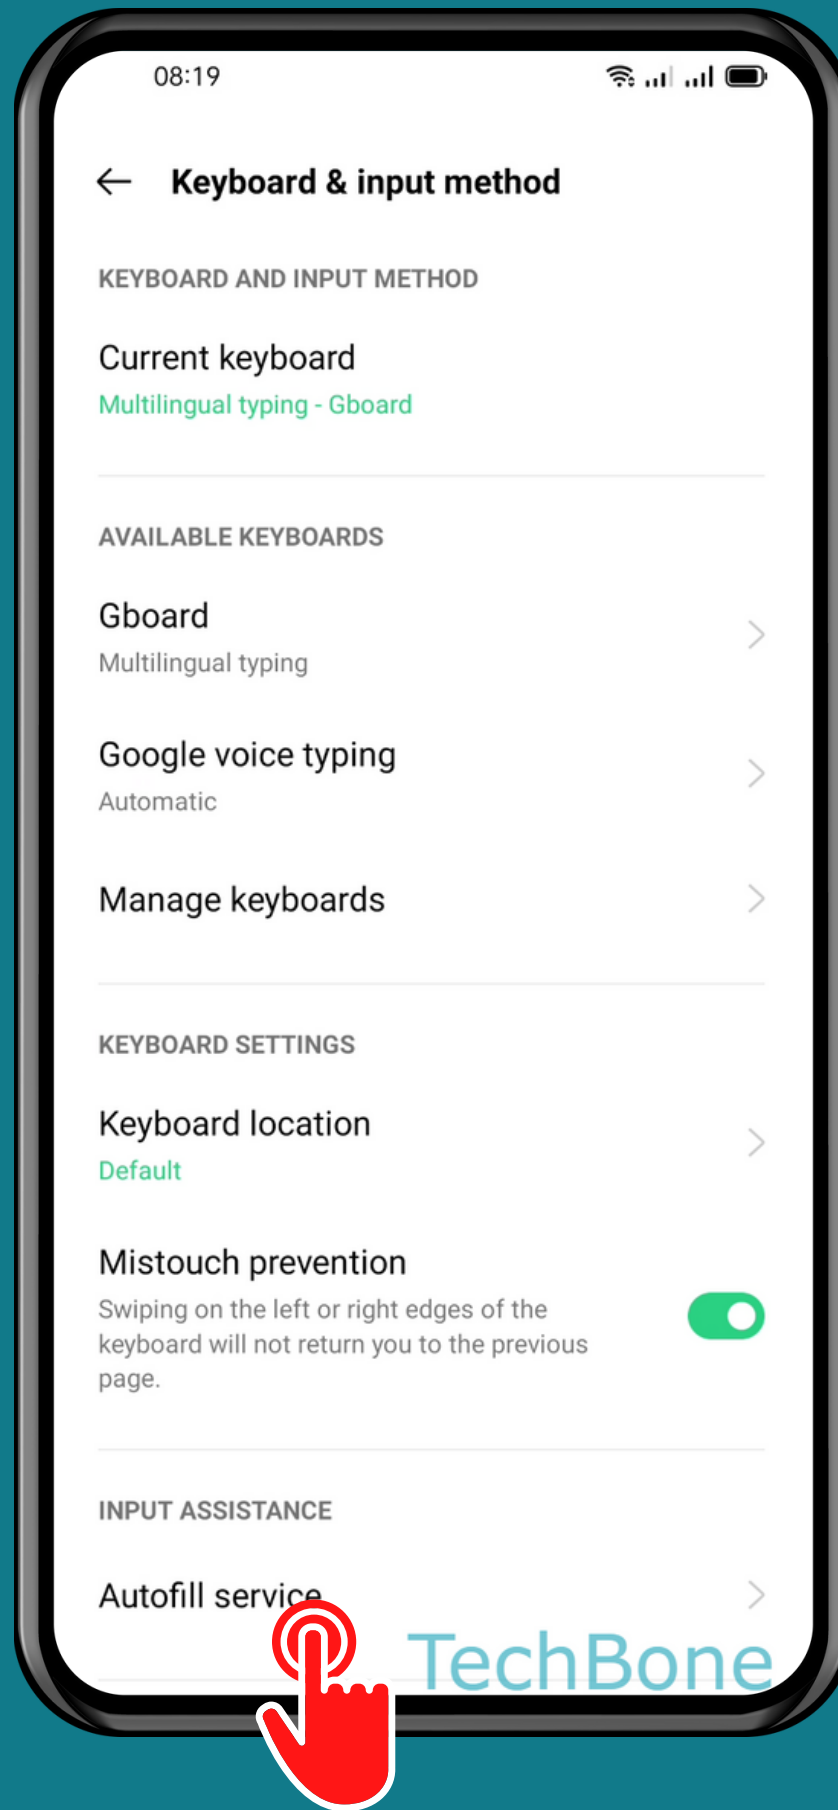 08:19
Keyboard & input method
KEYBOARD AND INPUT METHOD
Current keyboard
Multilingual typing - Gboard
AVAILABLE KEYBOARDS
Gboard
Multilingual typing
Google voice typing
Automatic
Manage keyboards
KEYBOARD SETTINGS
Keyboard location
Default
Mistouch prevention
Swiping on the left or right edges of the
keyboard will not return you to the previous
page.
INPUT ASSISTANCE
Autofill service
TechBone